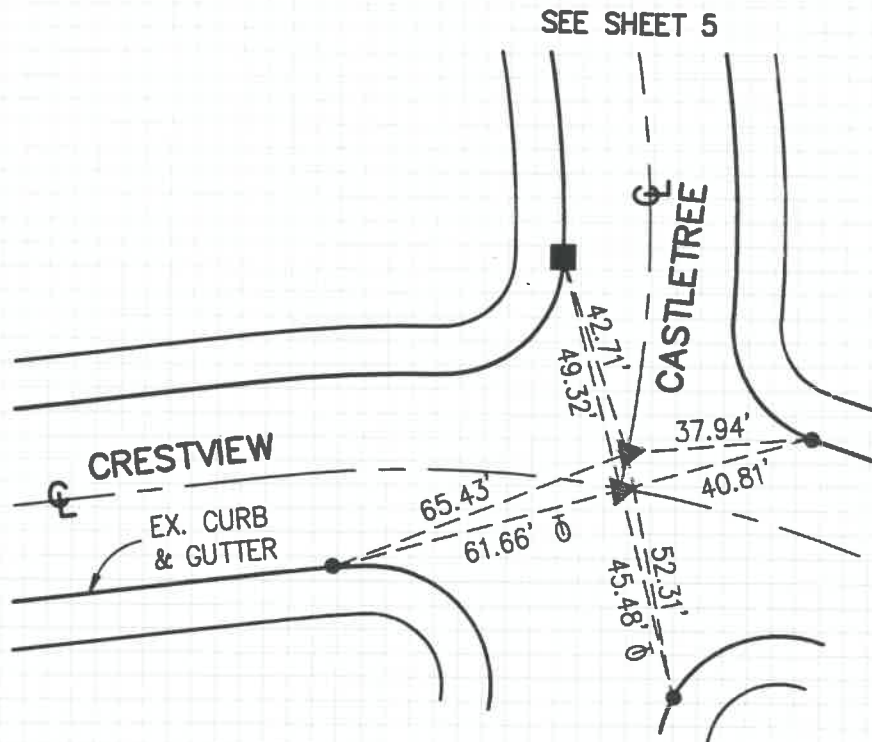 SEE SHEET 5
℄
CASTLETREE
42.71'
49.32'
37.94'
40.81'
CRESTVIEW
℄
65.43'
61.66'
EX. CURB
& GUTTER
52.31'
45.48'